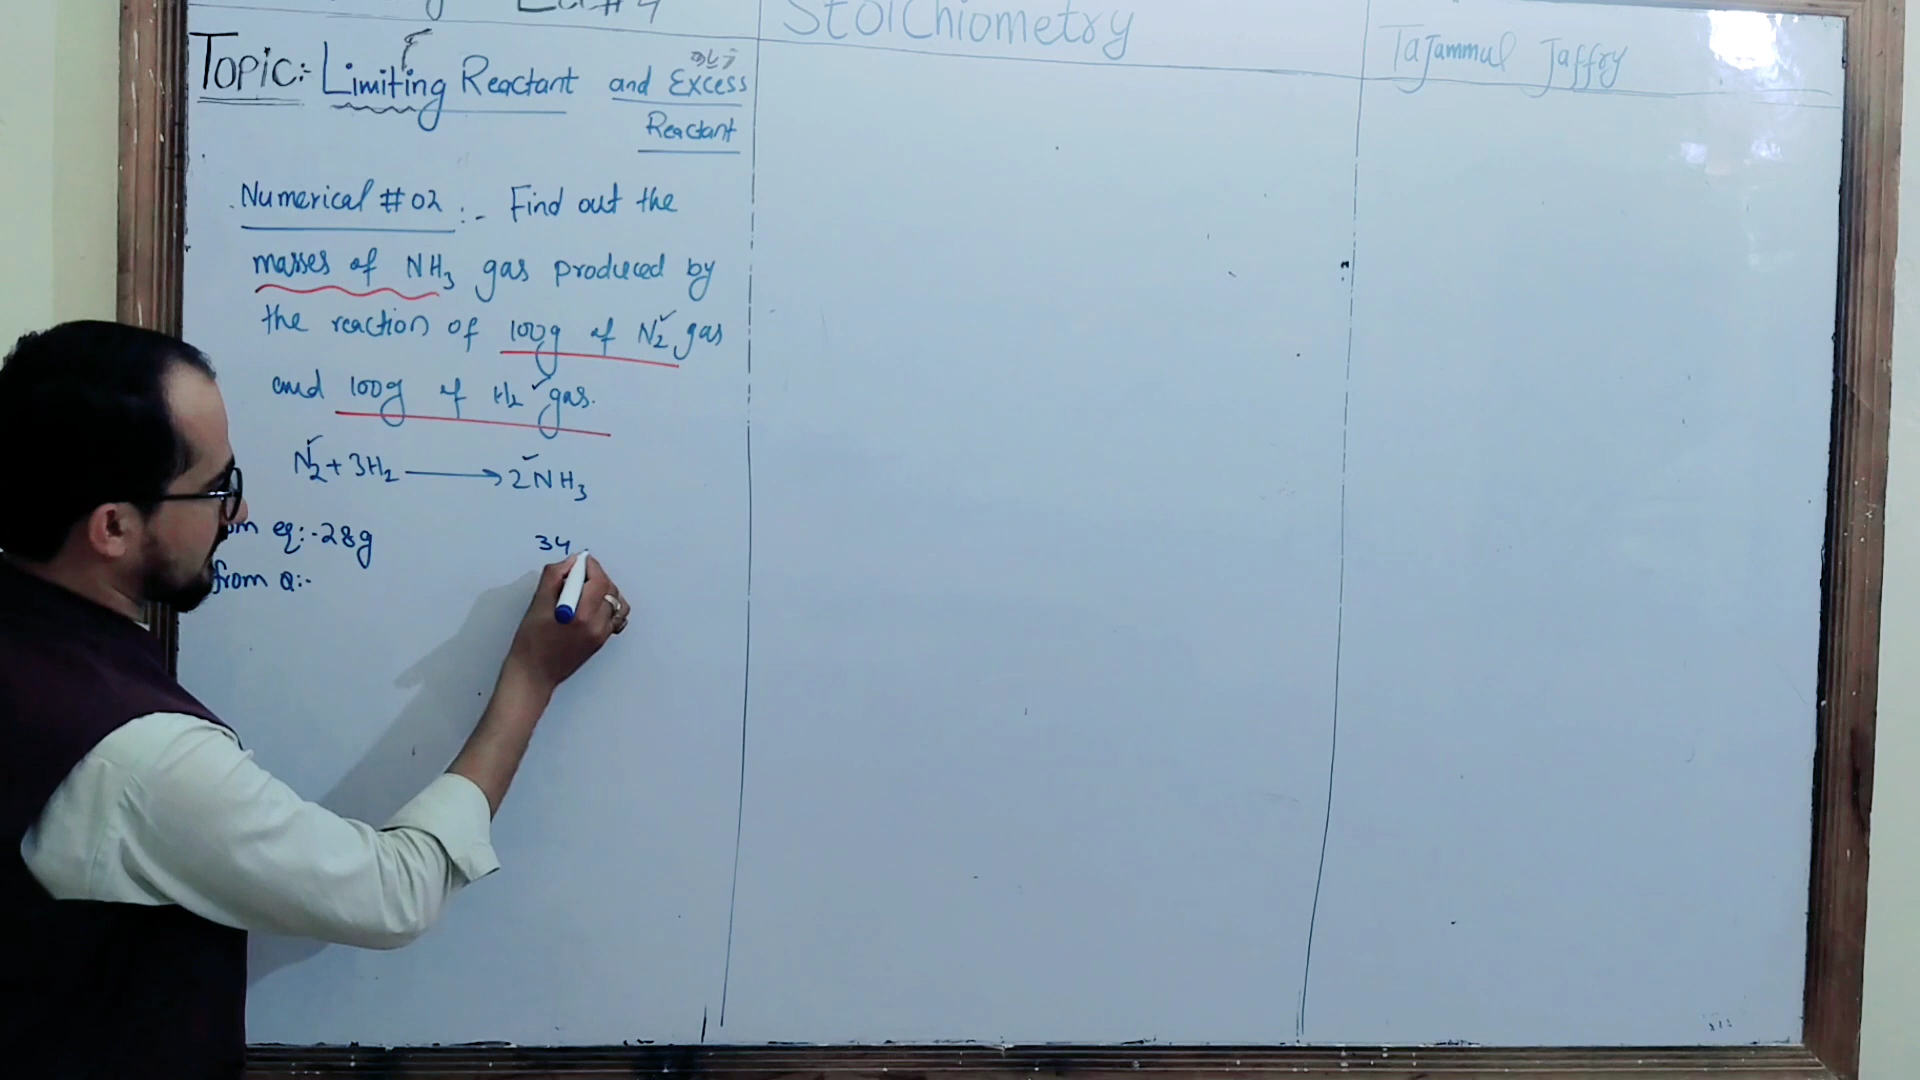 Stoichiometry
Tajammul Jaffry
Topic:- Limiting Reactant and Excess
Reactant
Numerical #02 :- Find out the
masses of NH3 gas produced by
the reaction of 100g of N2 gas
and 100g of H2 gas.
N2 + 3H2 → 2NH3
eq:- 28g 34
from Q:-